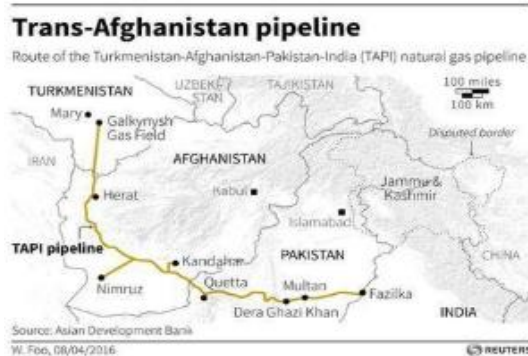 Trans-Afghanistan pipeline
Route of the Turkmenistan-Afghanistan-Pakistan-India (TAPI) natural gas pipeline
TURKMENISTAN
UZBEKI-
STAN
TAJIKISTAN
100 miles
100 km
Mary
Galkynysh
Gas Field
Disputed border
IRAN
AFGHANISTAN
Herat
Kabul
Jammu &
Kashmir
Islamabad
TAPI pipeline
Kandahar
PAKISTAN
CHINA
Nimruz
Quetta
Multan
Fazilka
Dera Ghazi Khan
INDIA
Source: Asian Development Bank
W. Foo, 08/04/2016
REUTERS